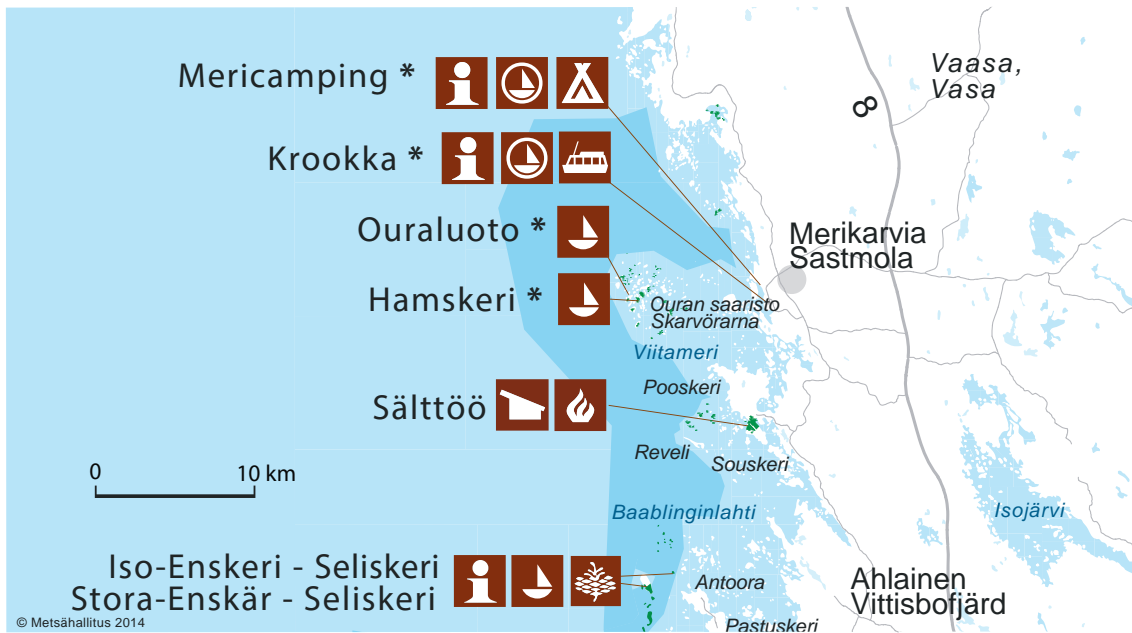 Mericamping *
Krookka *
Ouraluoto *
Hamskeri *
Sälttöö
0 10 km
Iso-Enskeri - Seliskeri
Stora-Enskär - Seliskeri
© Metsähallitus 2014
Vaasa,
Vasa
8
Merikarvia
Sastmola
Ouran saaristo
Skarvörarna
Viitameri
Pooskeri
Reveli
Souskeri
Baablinginlahti
Isojärvi
Antoora
Ahlainen
Vittisbofjärd
Pastuskeri